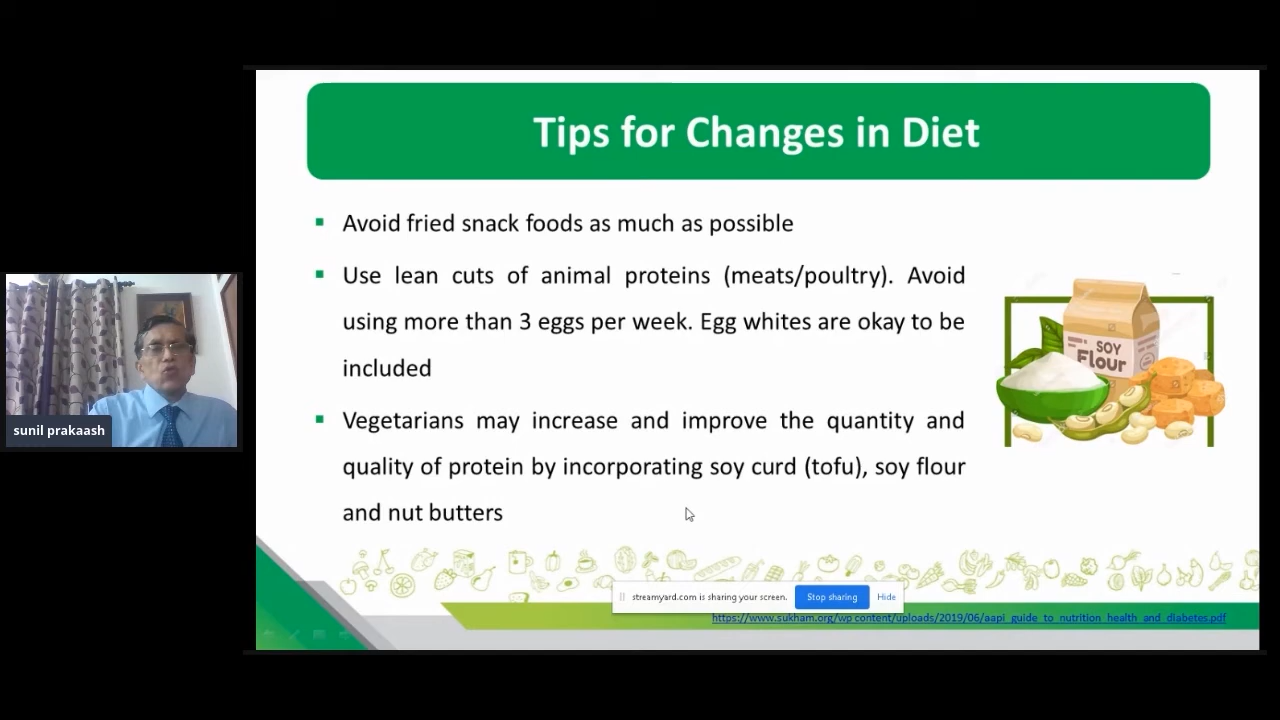 Tips for Changes in Diet
Avoid fried snack foods as much as possible
Use lean cuts of animal proteins (meats/poultry). Avoid
using more than 3 eggs per week. Egg whites are okay to be
included
Vegetarians may increase and improve the quantity and
quality of protein by incorporating soy curd (tofu), soy flour
and nut butters
SOY
Flour
sunil prakaash
streamyard.com is sharing your screen.
Stop sharing
Hide
https://www.sukham.org/wp content/uploads/2019/06/aapi_guide_to_nutrition_health_and_diabetes.pdf